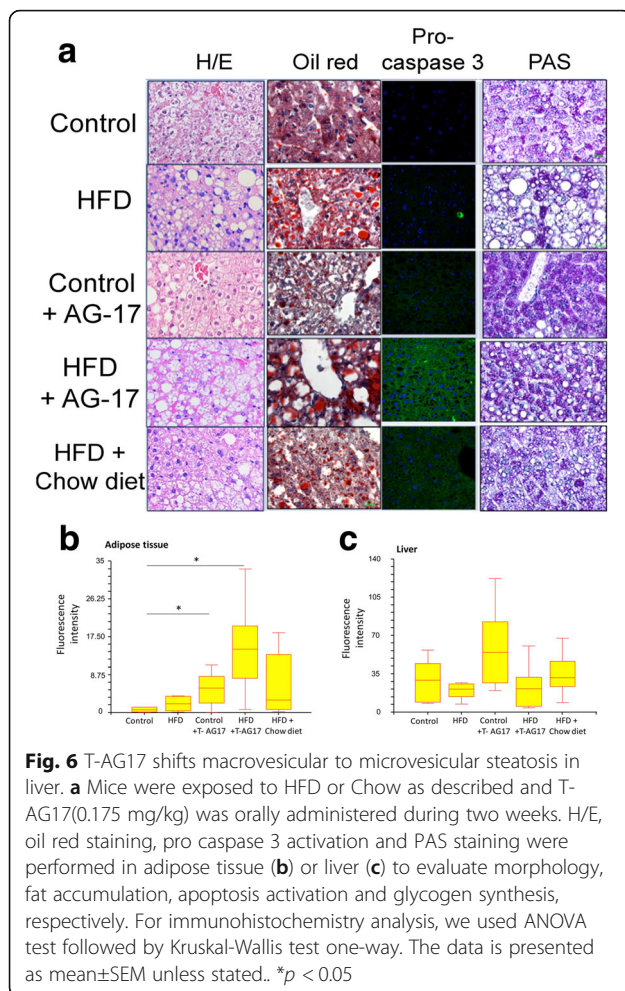 a
H/E
Oil red
Pro-
caspase 3
PAS
Control
HFD
Control
+ AG-17
HFD
+ AG-17
HFD +
Chow diet
b
Adipose tissue
35
26.25
17.50
8.75
0
Fluorescence
intensity
*
*
Control
HFD
Control
+T- AG17
HFD
+T-AG17
HFD +
Chow diet
c
Liver
140
105
70
35
0
Fluorescence
intensity
Control
HFD
Control
+T- AG17
HFD
+T-AG17
HFD +
Chow diet
Fig. 6 T-AG17 shifts macrovesicular to microvesicular steatosis in
liver. a Mice were exposed to HFD or Chow as described and T-
AG17(0.175 mg/kg) was orally administered during two weeks. H/E,
oil red staining, pro caspase 3 activation and PAS staining were
performed in adipose tissue (b) or liver (c) to evaluate morphology,
fat accumulation, apoptosis activation and glycogen synthesis,
respectively. For immunohistochemistry analysis, we used ANOVA
test followed by Kruskal-Wallis test one-way. The data is presented
as mean±SEM unless stated.. *p < 0.05